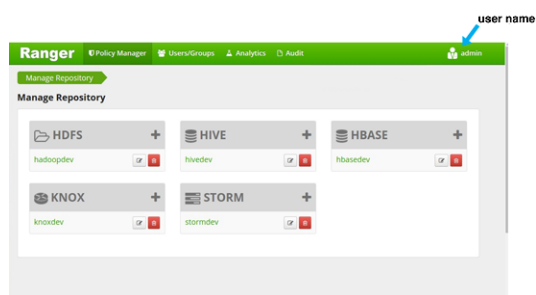 user name
Ranger Policy Manager Users/Groups Analytics Audit admin
Manage Repository
Manage Repository
HDFS + HIVE + HBASE +
hadoopdev hivedev hbasedev
KNOX + STORM +
knoxdev stormdev